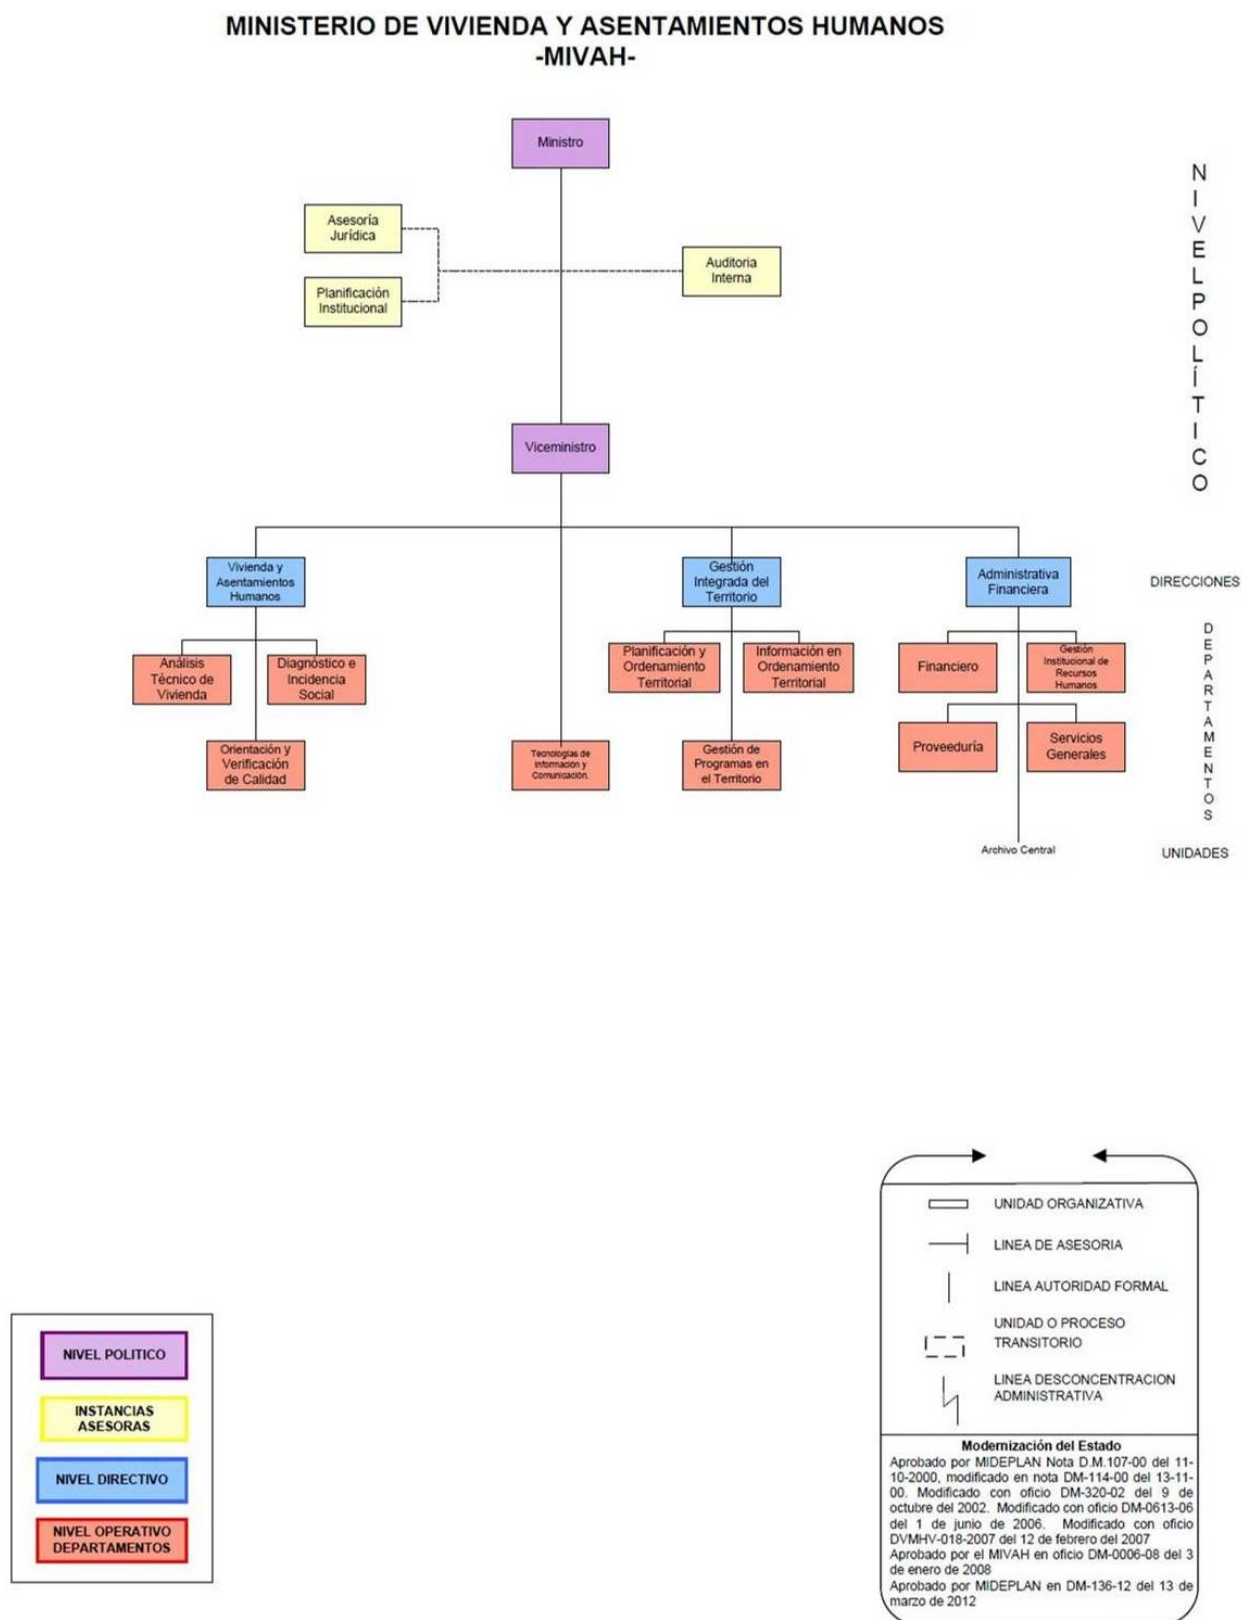 MINISTERIO DE VIVIENDA Y ASENTAMIENTOS HUMANOS
-MIVAH-
Ministro
Asesoría
Jurídica
Planificación
Institucional
Auditoria
Interna
NIVEL POLÍTICO
Viceministro
Vivienda y
Asentamientos
Humanos
Gestión
Integrada del
Territorio
Administrativa
Financiera
DIRECCIONES
Análisis
Técnico de
Vivienda
Diagnóstico e
Incidencia
Social
Planificación y
Ordenamiento
Territorial
Información en
Ordenamiento
Territorial
Financiero
Gestión
Institucional de
Recursos
Humanos
DEPARTAMENTOS
Orientación y
Verificación
de Calidad
Tecnologías de
Información y
Comunicación.
Gestión de
Programas en
el Territorio
Proveeduría
Servicios
Generales
Archivo Central
UNIDADES
UNIDAD ORGANIZATIVA
LINEA DE ASESORIA
LINEA AUTORIDAD FORMAL
UNIDAD O PROCESO
TRANSITORIO
LINEA DESCONCENTRACION
ADMINISTRATIVA
Modernización del Estado
Aprobado por MIDEPLAN Nota D.M.107-00 del 11-
10-2000, modificado en nota DM-114-00 del 13-11-
00. Modificado con oficio DM-320-02 del 9 de
octubre del 2002. Modificado con oficio DM-0613-06
del 1 de junio de 2006. Modificado con oficio
DVMHV-018-2007 del 12 de febrero del 2007
Aprobado por el MIVAH en oficio DM-0006-08 del 3
de enero de 2008
Aprobado por MIDEPLAN en DM-136-12 del 13 de
marzo de 2012
NIVEL POLITICO
INSTANCIAS
ASESORAS
NIVEL DIRECTIVO
NIVEL OPERATIVO
DEPARTAMENTOS